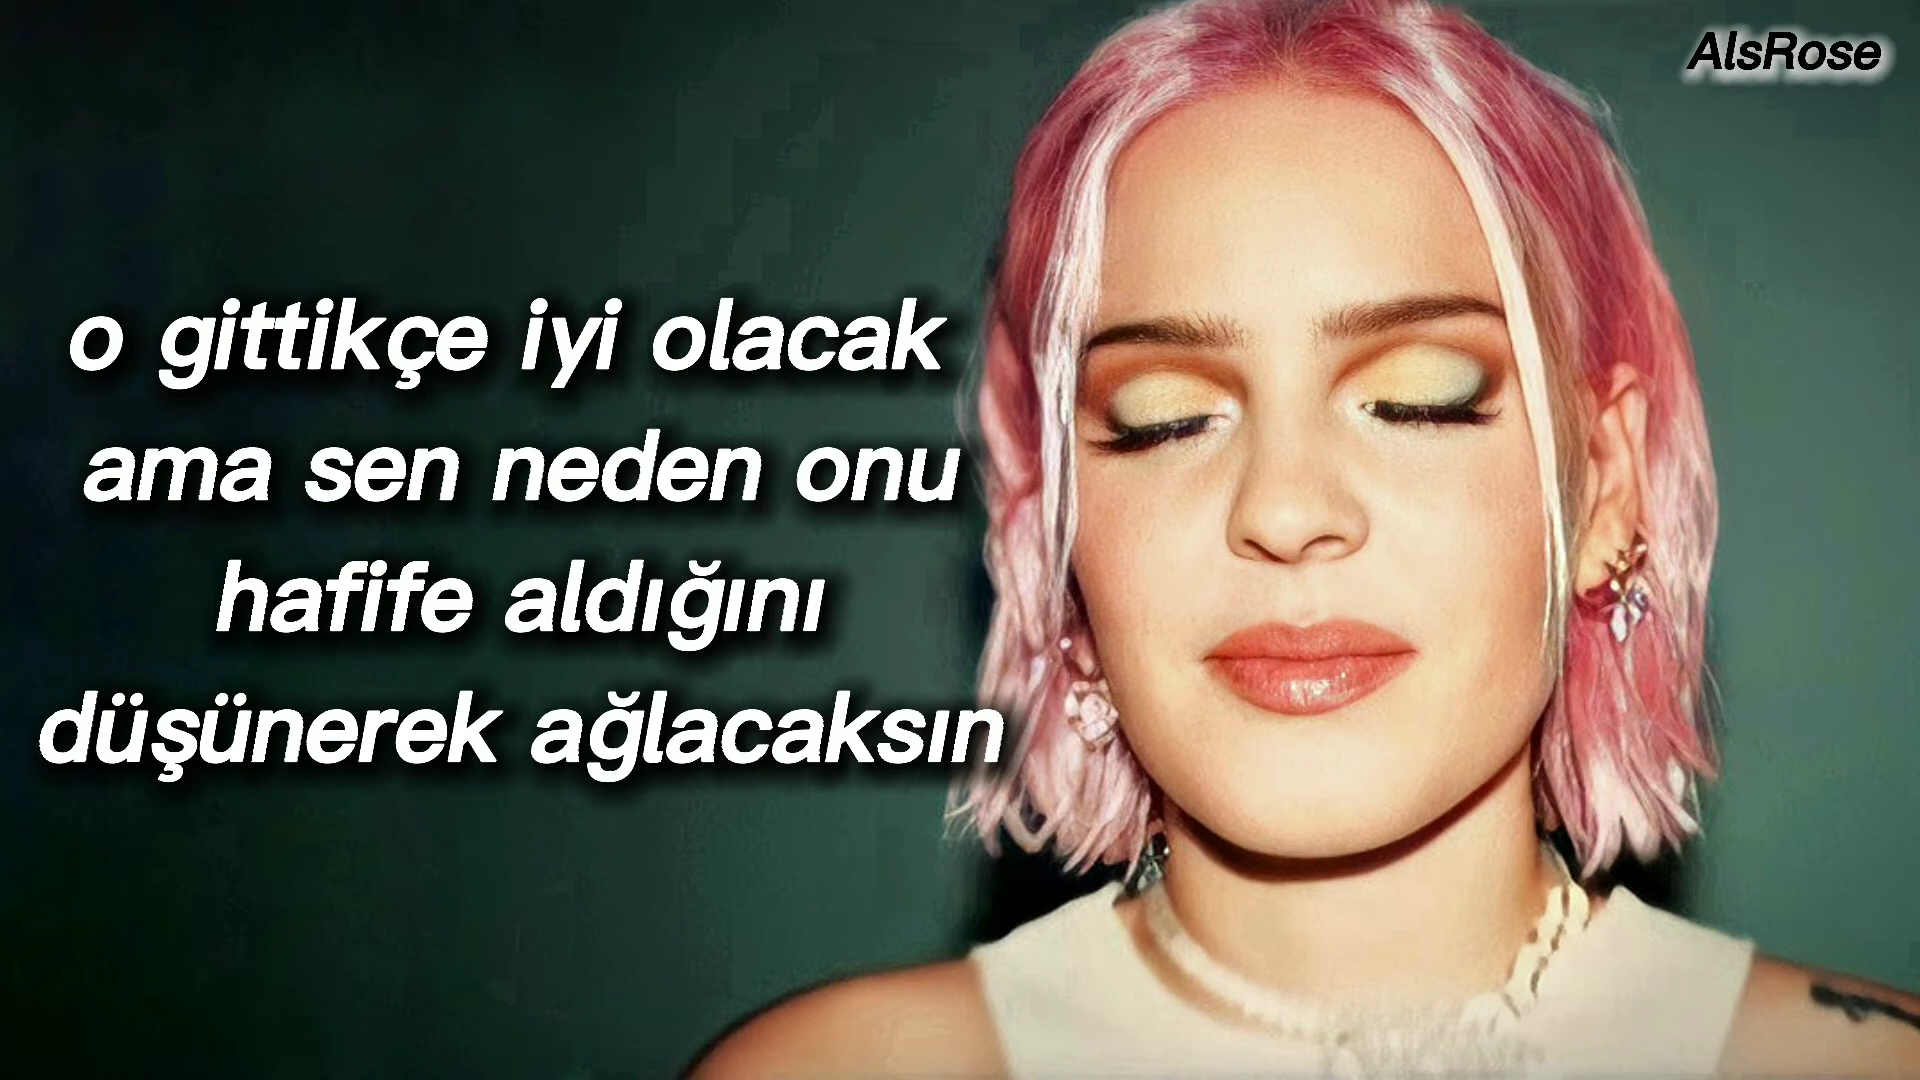 AlsRose
o gittikçe iyi olacak
ama sen neden onu
hafife aldığını
düşünerek ağlacaksın